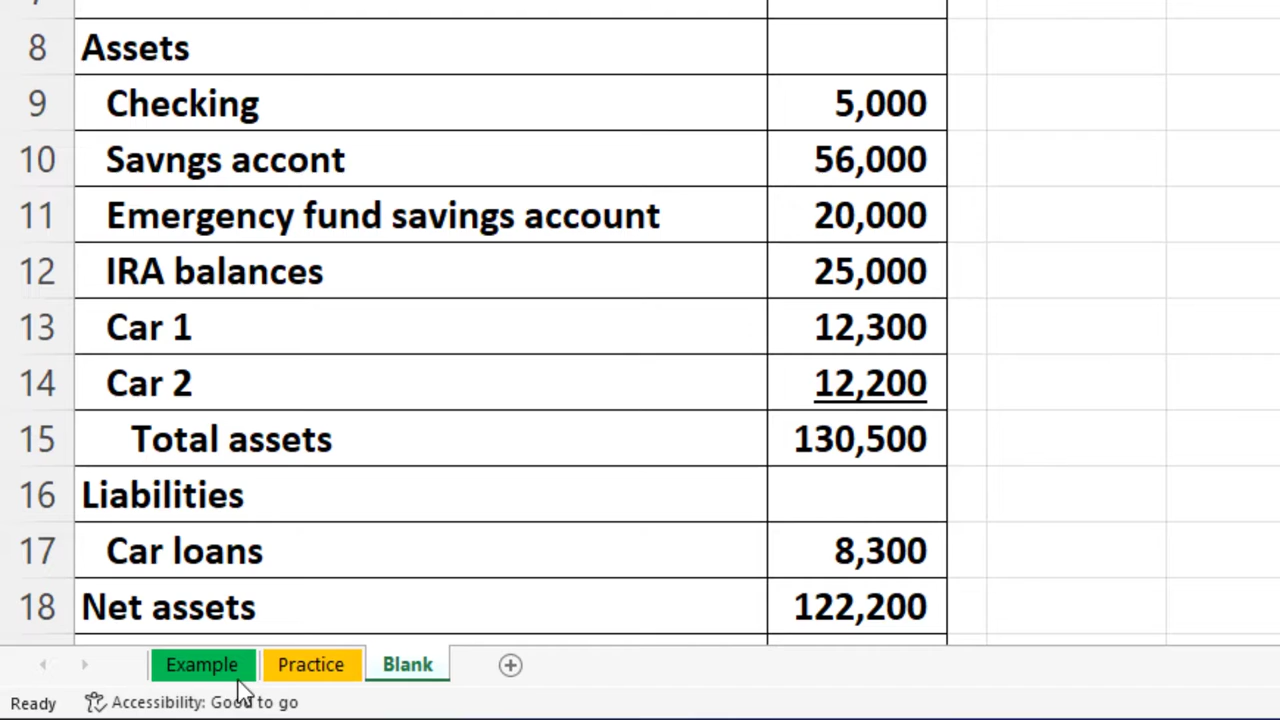 8 Assets
9 Checking 5,000
10 Savngs accont 56,000
11 Emergency fund savings account 20,000
12 IRA balances 25,000
13 Car 1 12,300
14 Car 2 12,200
15 Total assets 130,500
16 Liabilities
17 Car loans 8,300
18 Net assets 122,200
Example Practice Blank
Ready Accessibility: Good to go